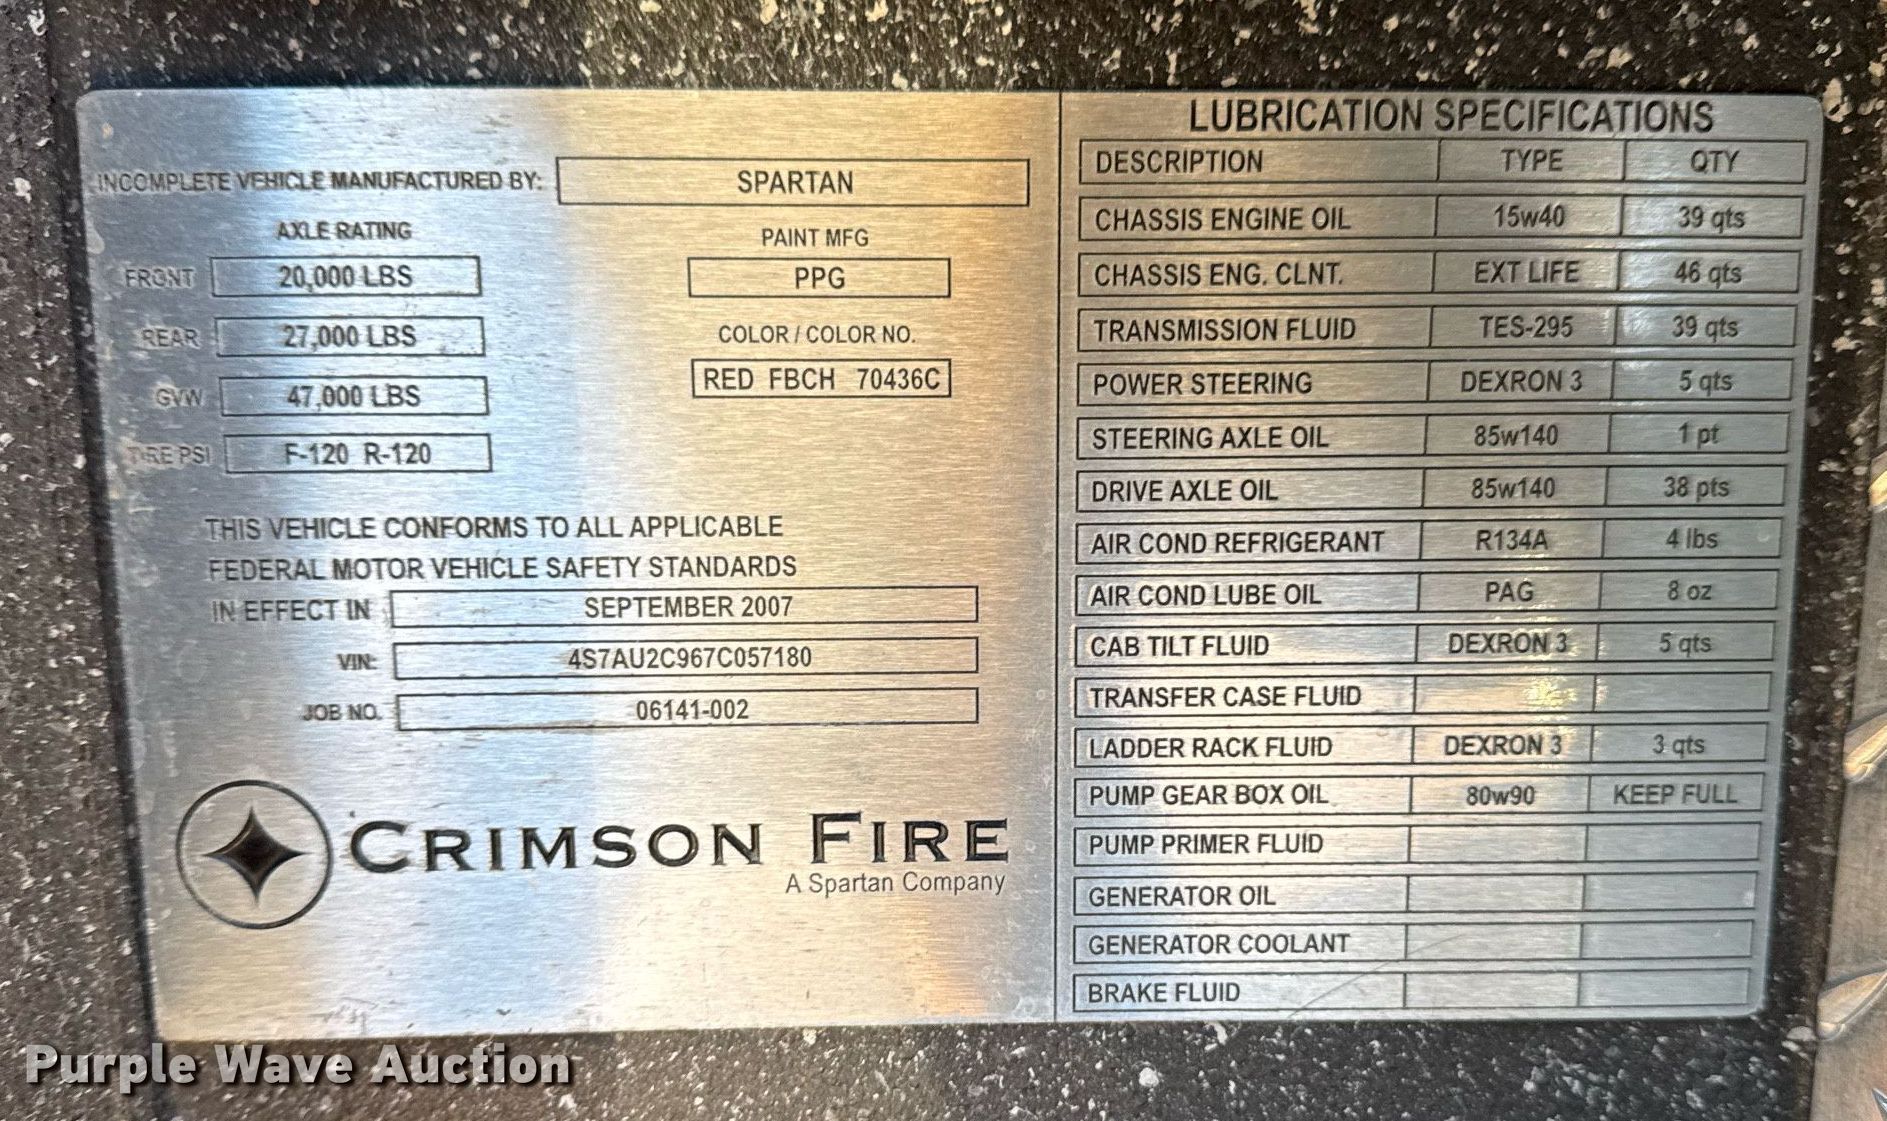 INCOMPLETE VEHICLE MANUFACTURED BY: SPARTAN
AXLE RATING
FRONT 20,000 LBS
REAR 27,000 LBS
GVW 47,000 LBS
TIRE PSI F-120 R-120
PAINT MFG
PPG
COLOR / COLOR NO.
RED FBCH 70436C
THIS VEHICLE CONFORMS TO ALL APPLICABLE
FEDERAL MOTOR VEHICLE SAFETY STANDARDS
IN EFFECT IN SEPTEMBER 2007
VIN: 4S7AU2C967C057180
JOB NO. 06141-002
CRIMSON FIRE
A Spartan Company
LUBRICATION SPECIFICATIONS
DESCRIPTION TYPE QTY
CHASSIS ENGINE OIL 15w40 39 qts
CHASSIS ENG. CLNT. EXT LIFE 46 qts
TRANSMISSION FLUID TES-295 39 qts
POWER STEERING DEXRON 3 5 qts
STEERING AXLE OIL 85w140 1 pt
DRIVE AXLE OIL 85w140 38 pts
AIR COND REFRIGERANT R134A 4 lbs
AIR COND LUBE OIL PAG 8 oz
CAB TILT FLUID DEXRON 3 5 qts
TRANSFER CASE FLUID
LADDER RACK FLUID DEXRON 3 3 qts
PUMP GEAR BOX OIL 80w90 KEEP FULL
PUMP PRIMER FLUID
GENERATOR OIL
GENERATOR COOLANT
BRAKE FLUID
Purple Wave Auction